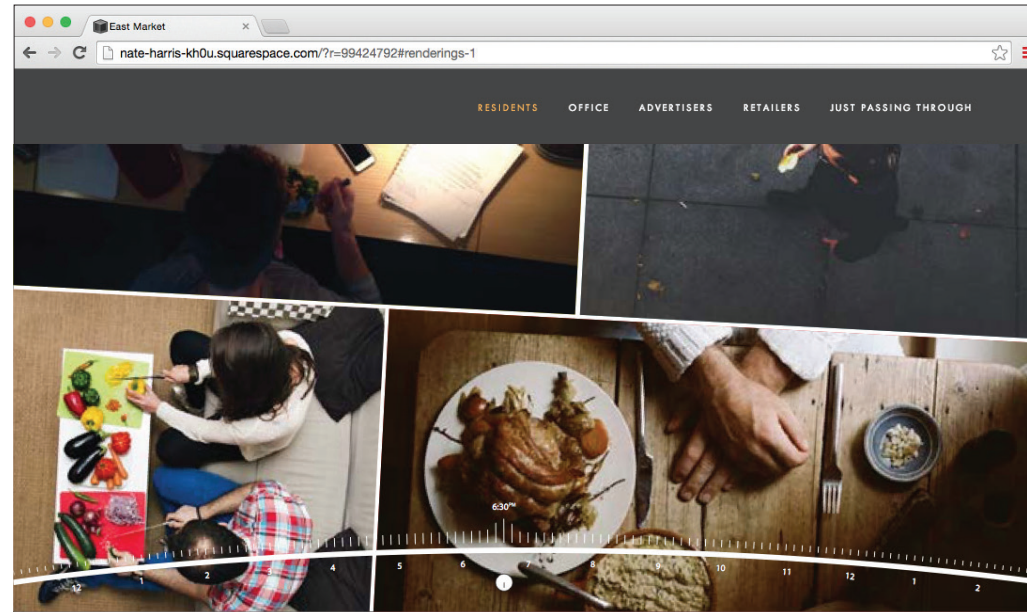 East Market
nate-harris-kh0u.squarespace.com/?r=99424792#renderings-1
RESIDENTS OFFICE ADVERTISERS RETAILERS JUST PASSING THROUGH
6:30PM
12 1 2 3 4 5 6 7 8 9 10 11 12 1 2
i